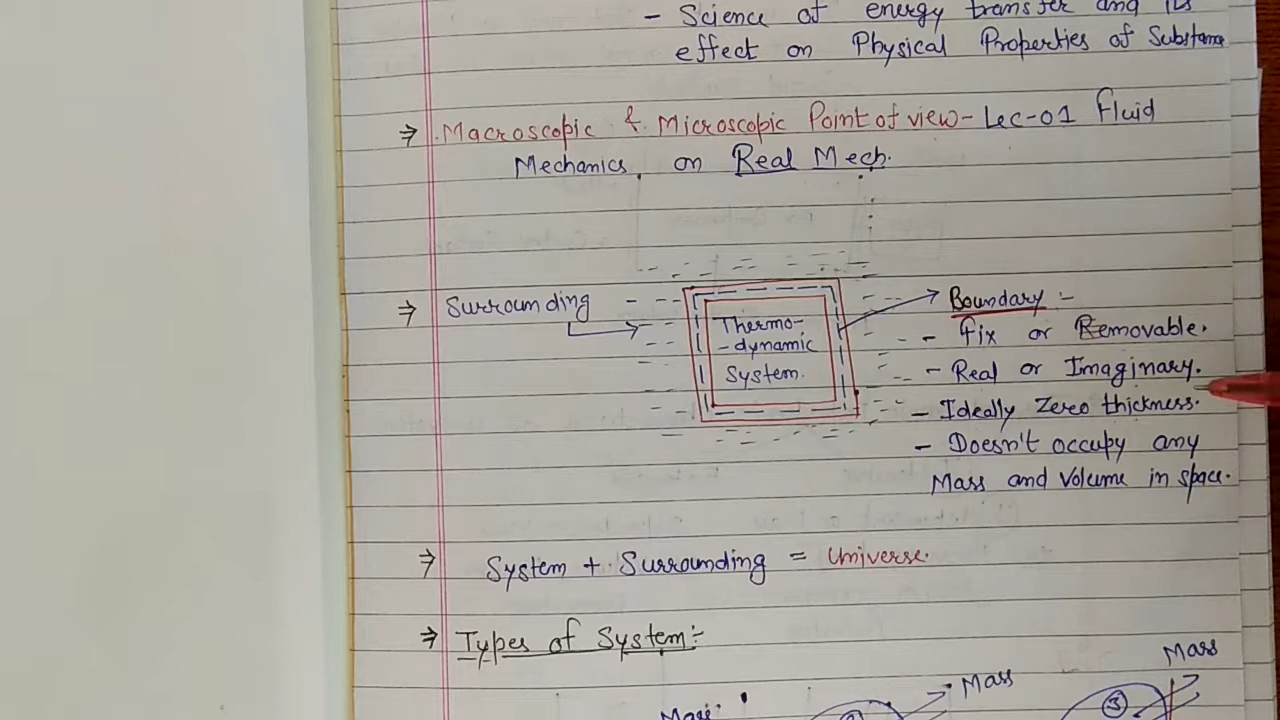 - Science of energy transfer and its
effect on Physical Properties of Substance
⇒ Macroscopic & Microscopic Point of view - Lec-01 Fluid
Mechanics on Real Mech.
⇒ Surrounding
Thermo-
-dynamic
System.
Boundary :-
- Fix or Removable.
- Real or Imaginary.
- Ideally Zero thickness.
- Doesn't occupy any
Mass and Volume in space.
⇒ System + Surrounding = Universe.
⇒ Types of System:-
Mass
Mass
③